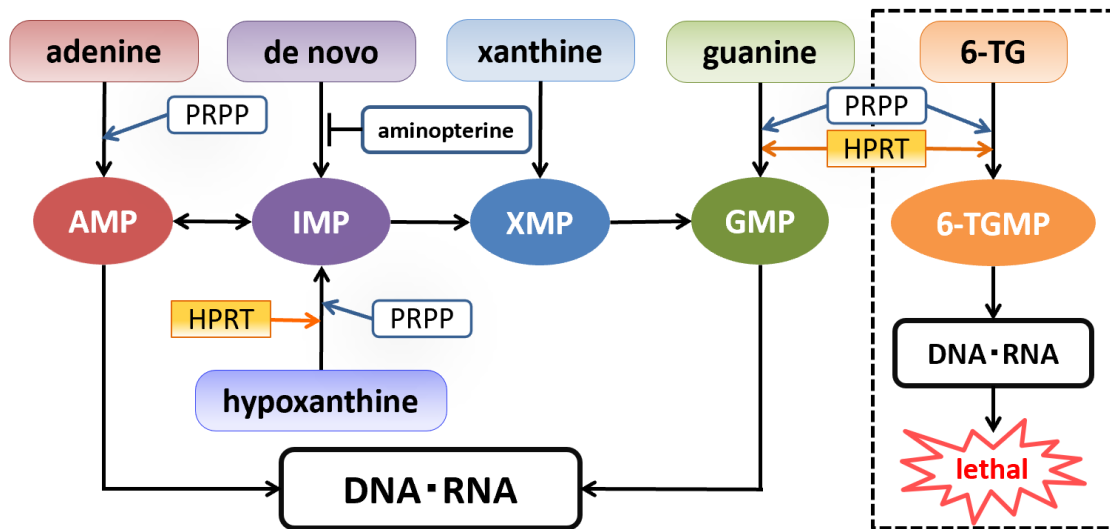 adenine
de novo
xanthine
guanine
6-TG
PRPP
aminopterine
PRPP
HPRT
AMP
IMP
XMP
GMP
6-TGMP
HPRT
PRPP
hypoxanthine
DNA・RNA
DNA・RNA
lethal